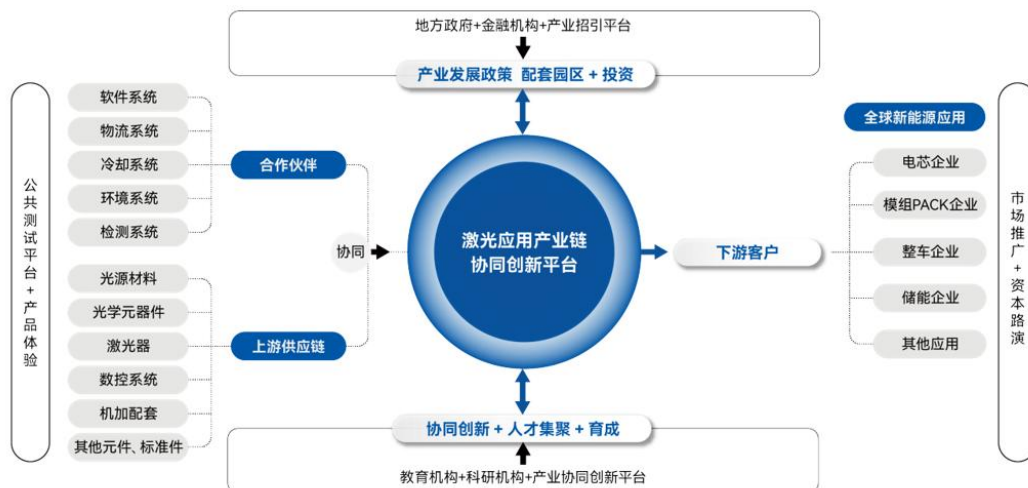 地方政府+金融机构+产业招引平台
产业发展政策 配套园区 + 投资
公共测试平台+产品体验
软件系统
物流系统
冷却系统
环境系统
检测系统
合作伙伴
光源材料
光学元器件
激光器
数控系统
机加配套
其他元件、标准件
上游供应链
协同
激光应用产业链
协同创新平台
下游客户
全球新能源应用
电芯企业
模组PACK企业
整车企业
储能企业
其他应用
市场推广+资本路演
协同创新 + 人才集聚 + 育成
教育机构+科研机构+产业协同创新平台